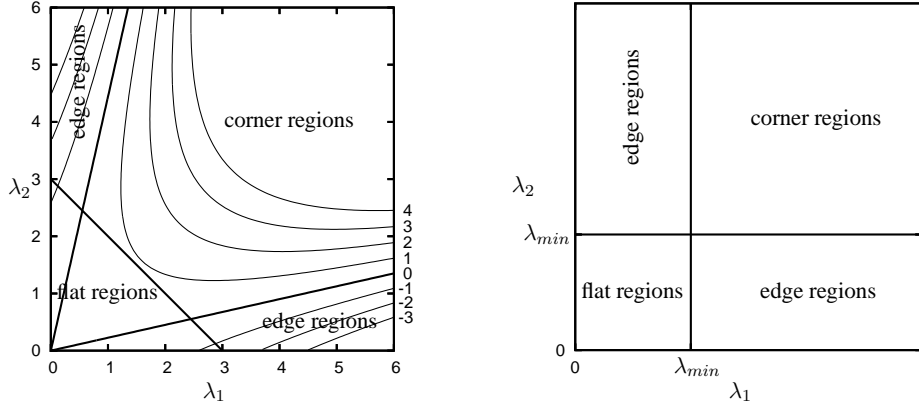 6
5
4
3
2
1
0
λ2
edge regions
corner regions
flat regions
edge regions
4
3
2
1
0
-1
-2
-3
0 1 2 3 4 5 6
λ1
edge regions
corner regions
λ2
λmin
flat regions
edge regions
0
λmin
λ1